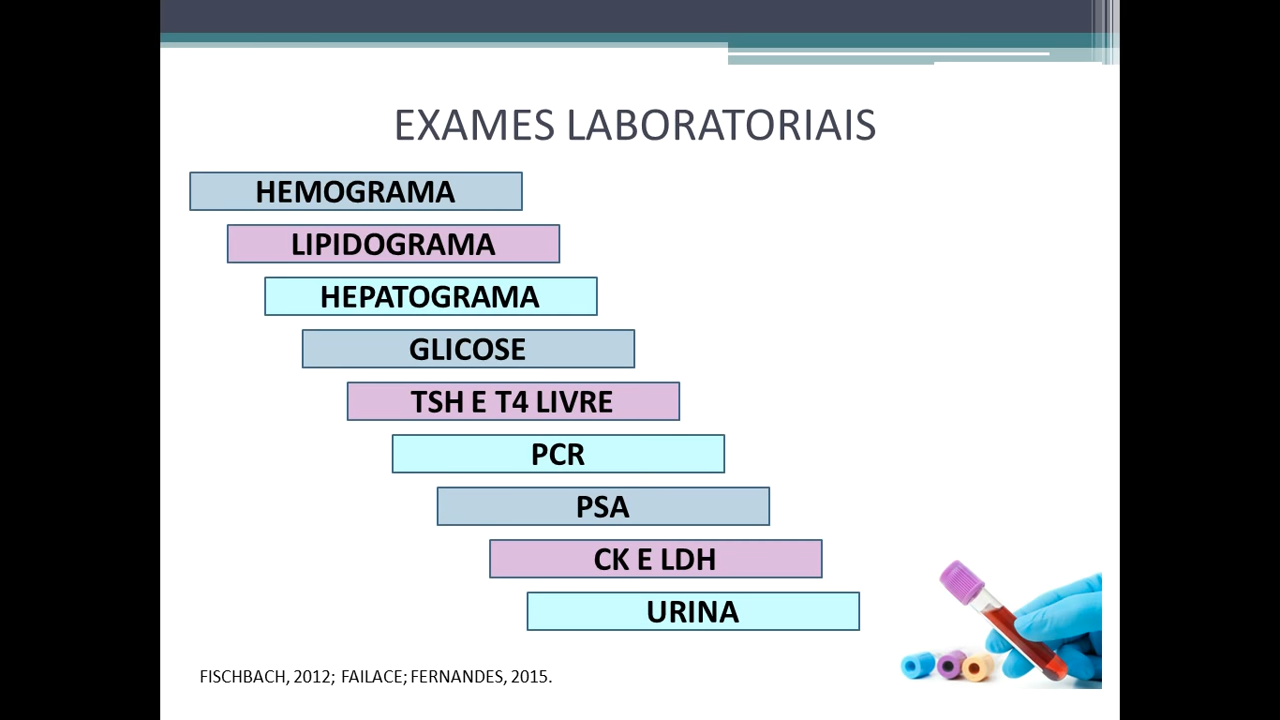 EXAMES LABORATORIAIS
HEMOGRAMA
LIPIDOGRAMA
HEPATOGRAMA
GLICOSE
TSH E T4 LIVRE
PCR
PSA
CK E LDH
URINA
FISCHBACH, 2012; FAILACE; FERNANDES, 2015.